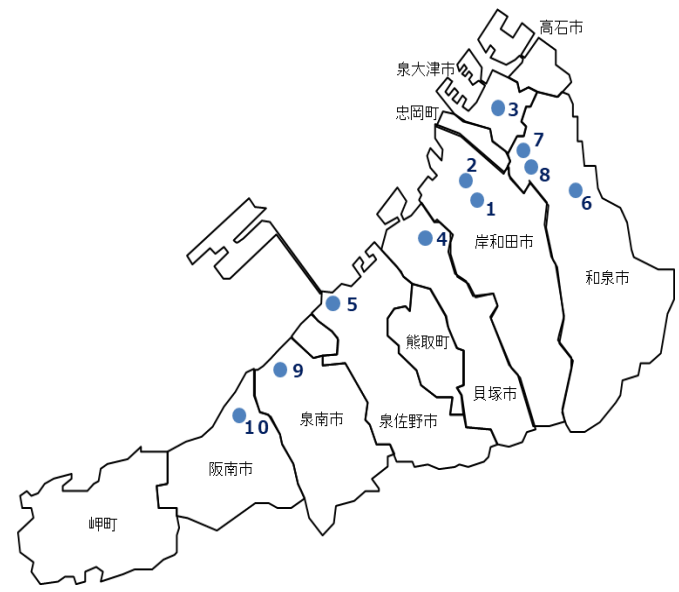 高石市
泉大津市
忠岡町
3
7
8
2
1
6
4
岸和田市
和泉市
5
熊取町
9
貝塚市
10
泉南市
泉佐野市
阪南市
岬町